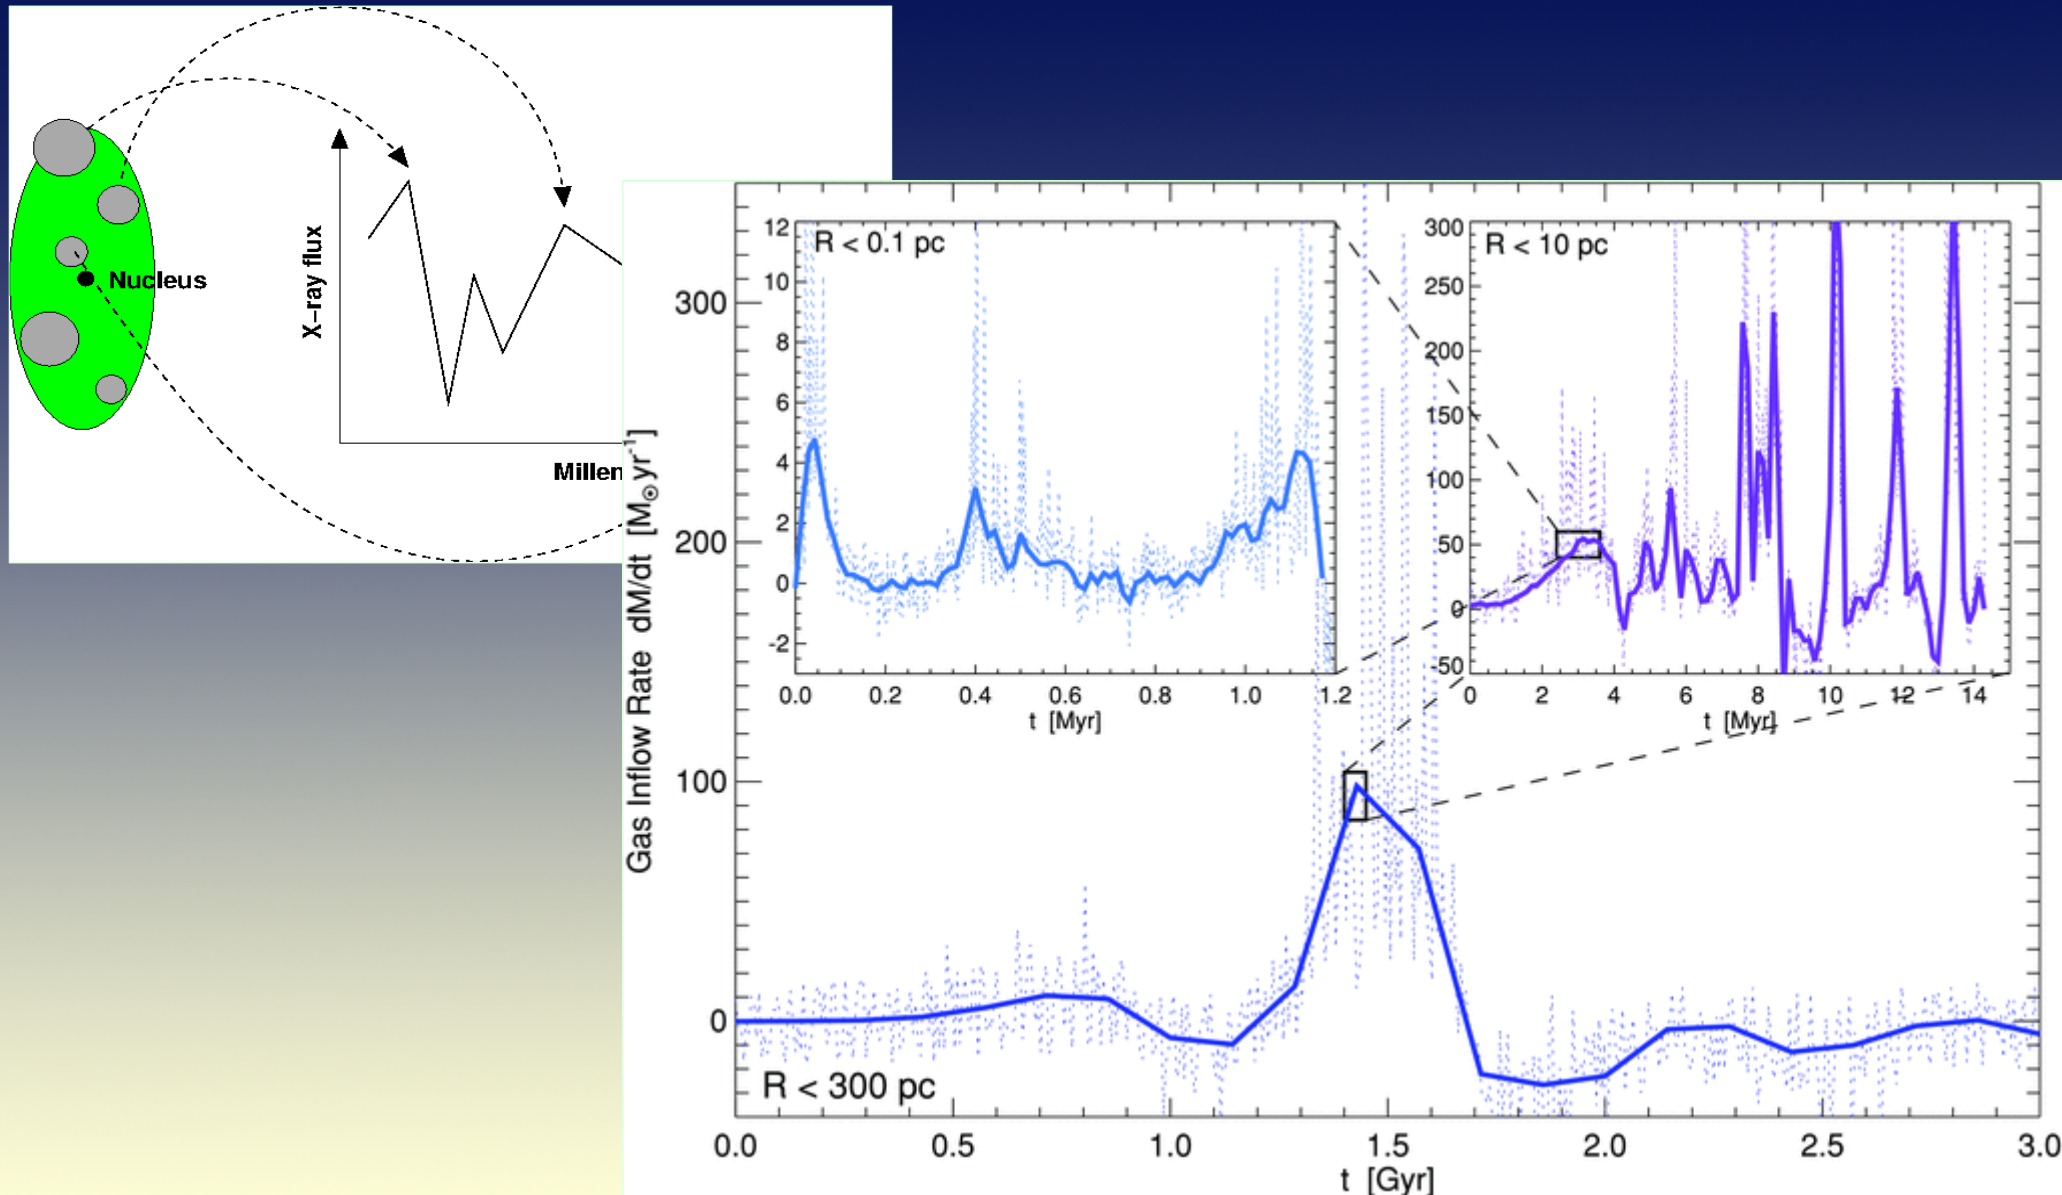 Nucleus
X-ray flux
Millen
Gas Inflow Rate dM/dt [M⊙yr⁻¹]
300
200
100
0
R < 0.1 pc
12
10
8
6
4
2
0
-2
0.0 0.2 0.4 0.6 0.8 1.0 1.2
t [Myr]
R < 10 pc
300
250
200
150
100
50
0
-50
0 2 4 6 8 10 12 14
t [Myr]
R < 300 pc
0.0 0.5 1.0 1.5 2.0 2.5 3.0
t [Gyr]